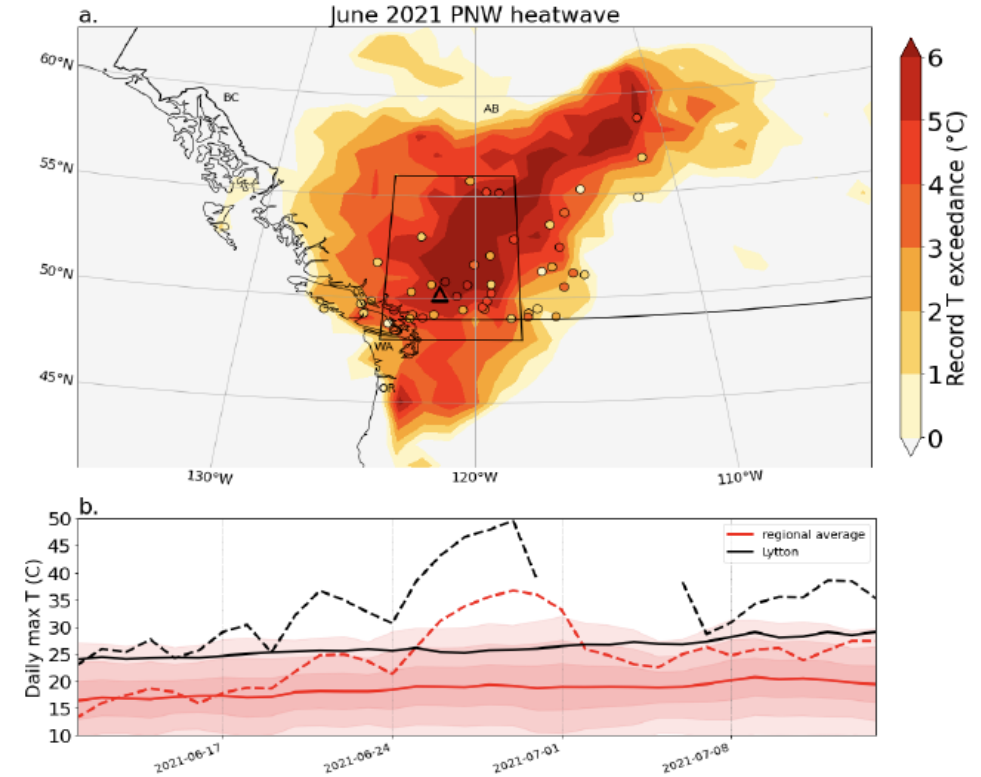 a.
June 2021 PNW heatwave
60°N
55°N
50°N
45°N
BC
AB
WA
OR
130°W
120°W
110°W
6
5
4
3
2
1
0
Record T exceedance (°C)
b.
50
45
40
35
30
25
20
15
10
Daily max T (C)
regional average
Lytton
2021-06-17
2021-06-24
2021-07-01
2021-07-08